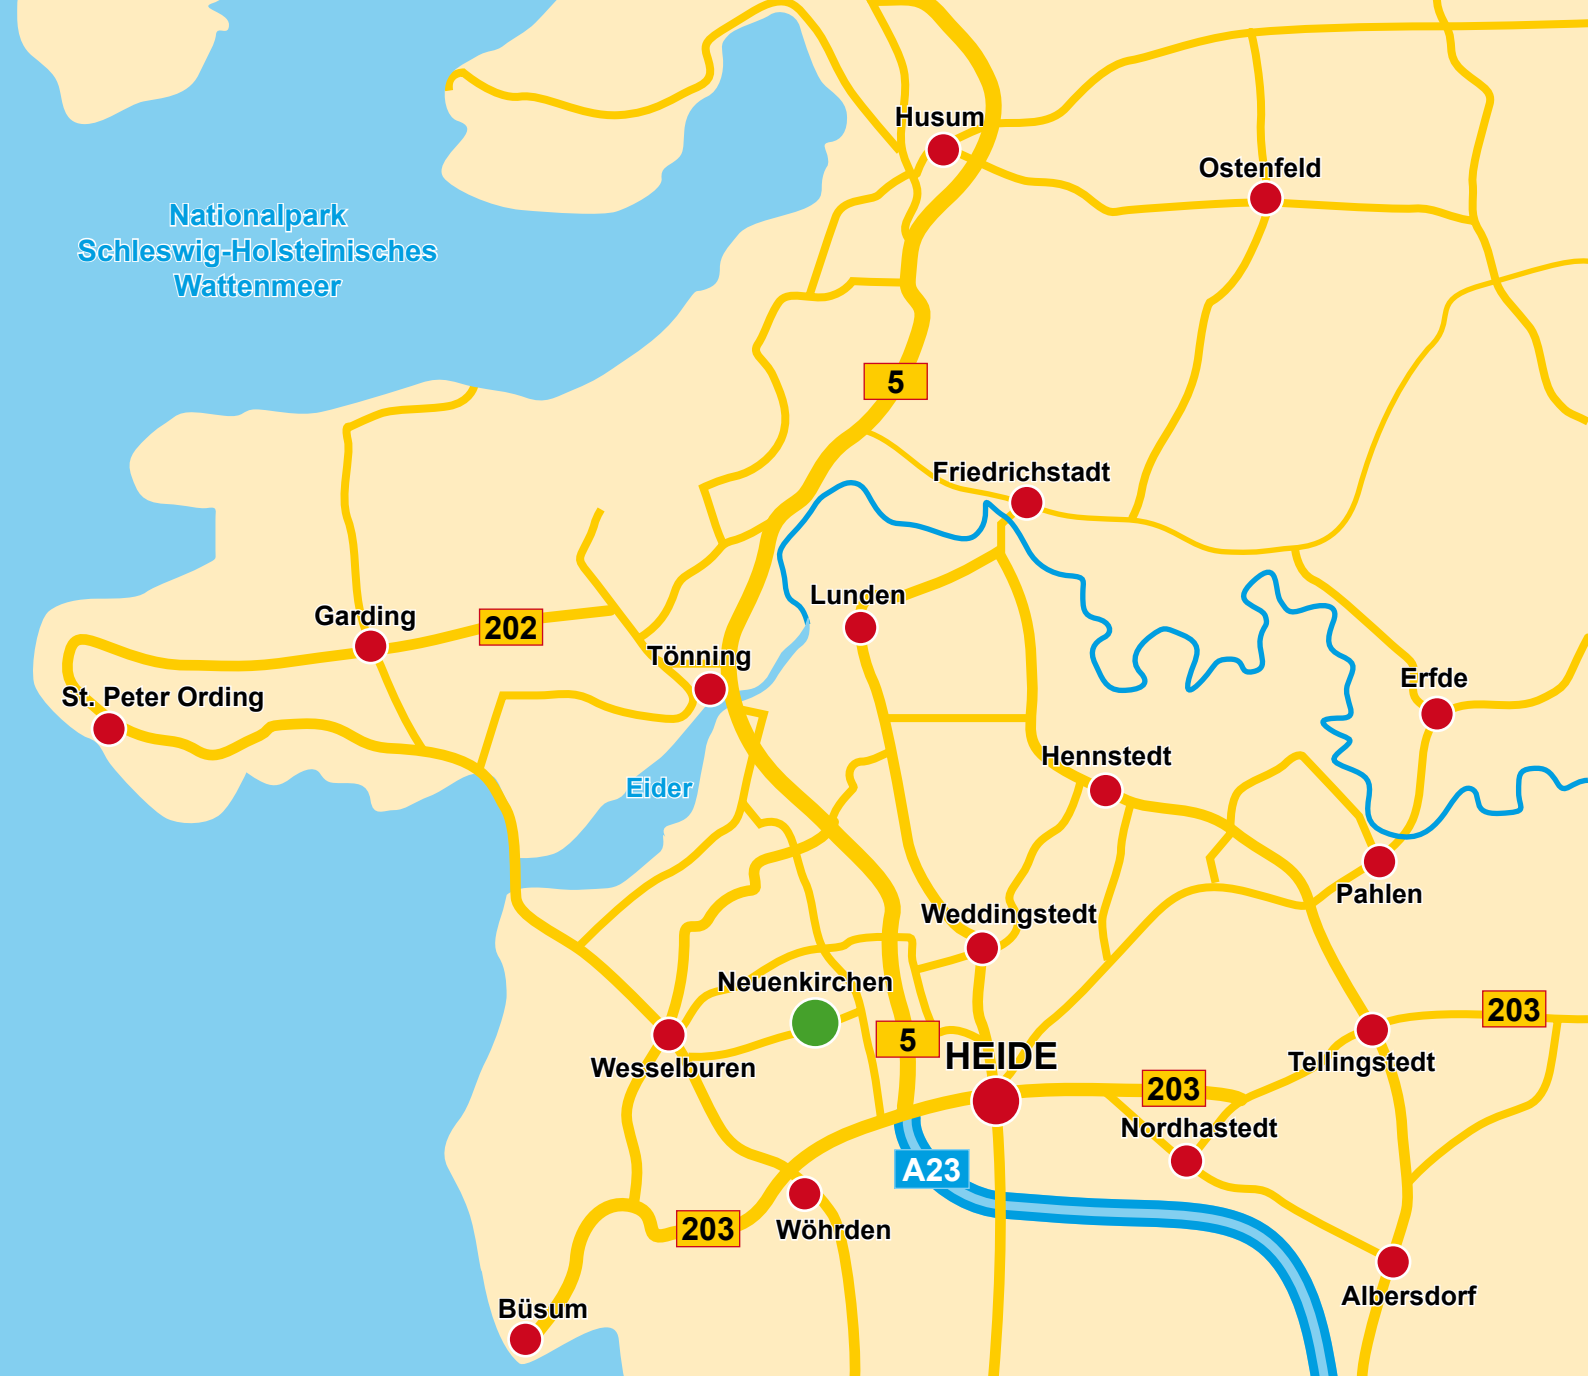 Husum
Ostenfeld
Nationalpark
Schleswig-Holsteinisches
Wattenmeer
5
Friedrichstadt
Lunden
Garding
202
Tönning
St. Peter Ording
Erfde
Hennstedt
Eider
Pahlen
Weddingstedt
Neuenkirchen
203
5
HEIDE
Wesselburen
Tellingstedt
203
Nordhastedt
A23
203
Wöhrden
Albersdorf
Büsum